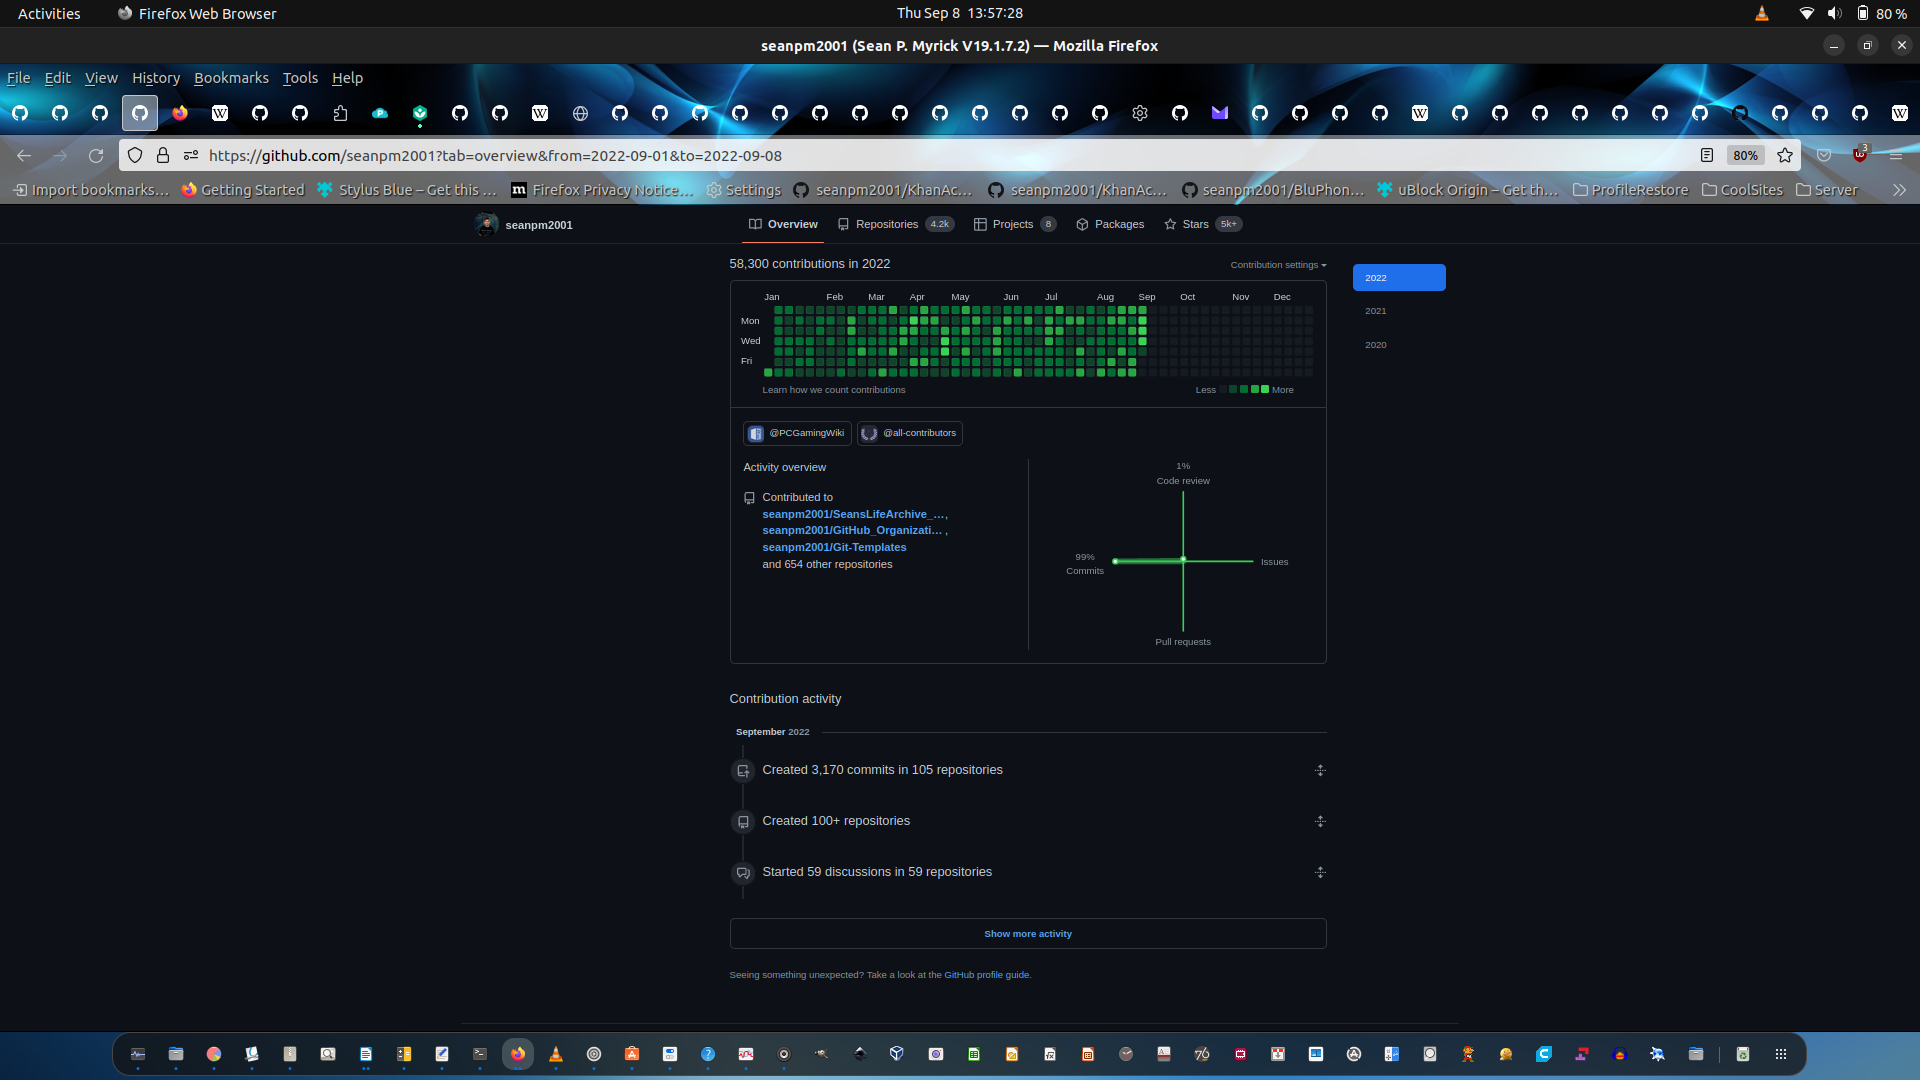 Activities Firefox Web Browser Thu Sep 8 13:57:28 80 %
seanpm2001 (Sean P. Myrick V19.1.7.2) — Mozilla Firefox
File Edit View History Bookmarks Tools Help
https://github.com/seanpm2001?tab=overview&from=2022-09-01&to=2022-09-08 80% 3
Import bookmarks… Getting Started Stylus Blue – Get this … Firefox Privacy Notice… Settings seanpm2001/KhanAc… seanpm2001/KhanAc… seanpm2001/BluPhon… uBlock Origin – Get th… ProfileRestore CoolSites Server
seanpm2001 Overview Repositories 4.2k Projects 8 Packages Stars 5k+
58,300 contributions in 2022 Contribution settings
2022
2021
2020
Jan Feb Mar Apr May Jun Jul Aug Sep Oct Nov Dec
Mon
Wed
Fri
Learn how we count contributions Less More
@PCGamingWiki @all-contributors
Activity overview
Contributed to
seanpm2001/SeansLifeArchive_…,
seanpm2001/GitHub_Organizati… ,
seanpm2001/Git-Templates
and 654 other repositories
1%
Code review
99%
Commits
Issues
Pull requests
Contribution activity
September 2022
Created 3,170 commits in 105 repositories
Created 100+ repositories
Started 59 discussions in 59 repositories
Show more activity
Seeing something unexpected? Take a look at the GitHub profile guide.
76